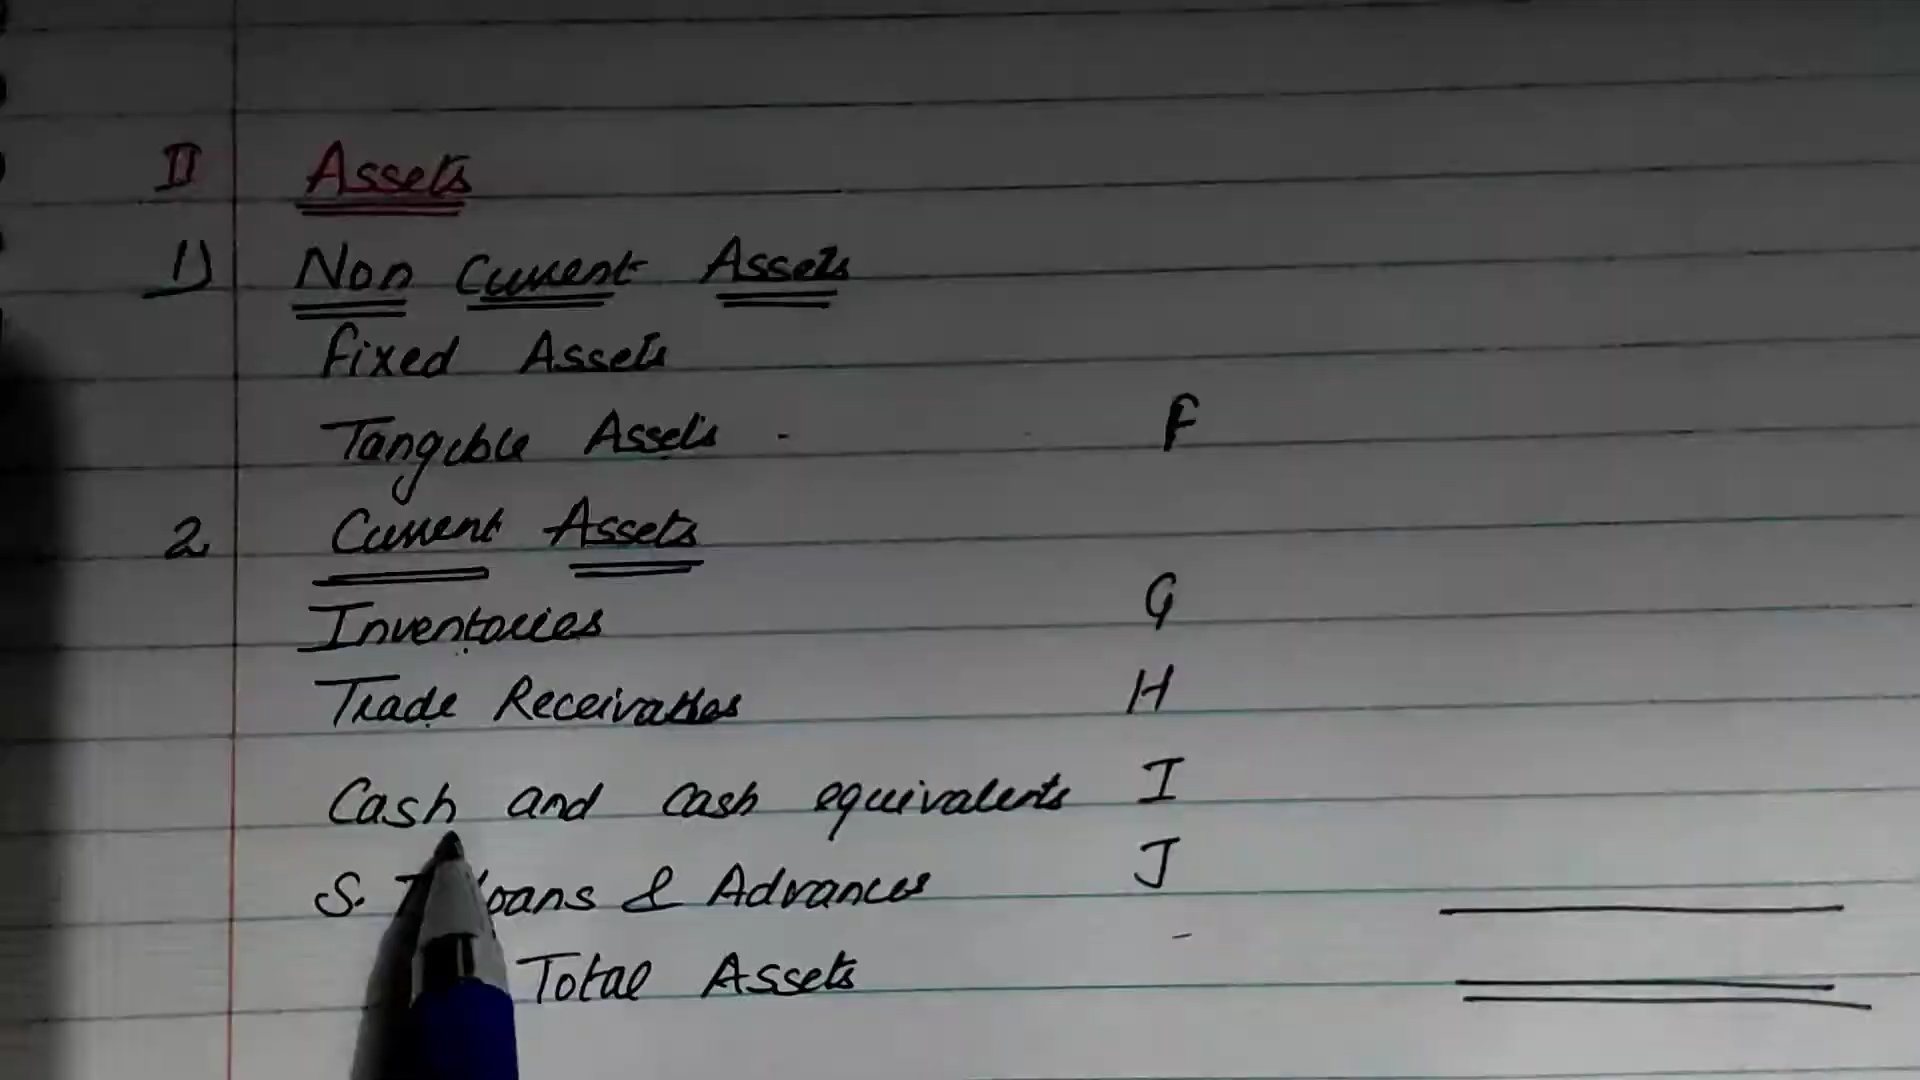 II Assets
1) Non Current Assets
Fixed Assets
Tangible Assets - F
2 Current Assets
Inventories G
Trade Receivables H
Cash and cash equivalents I
S. Loans & Advances J
Total Assets -